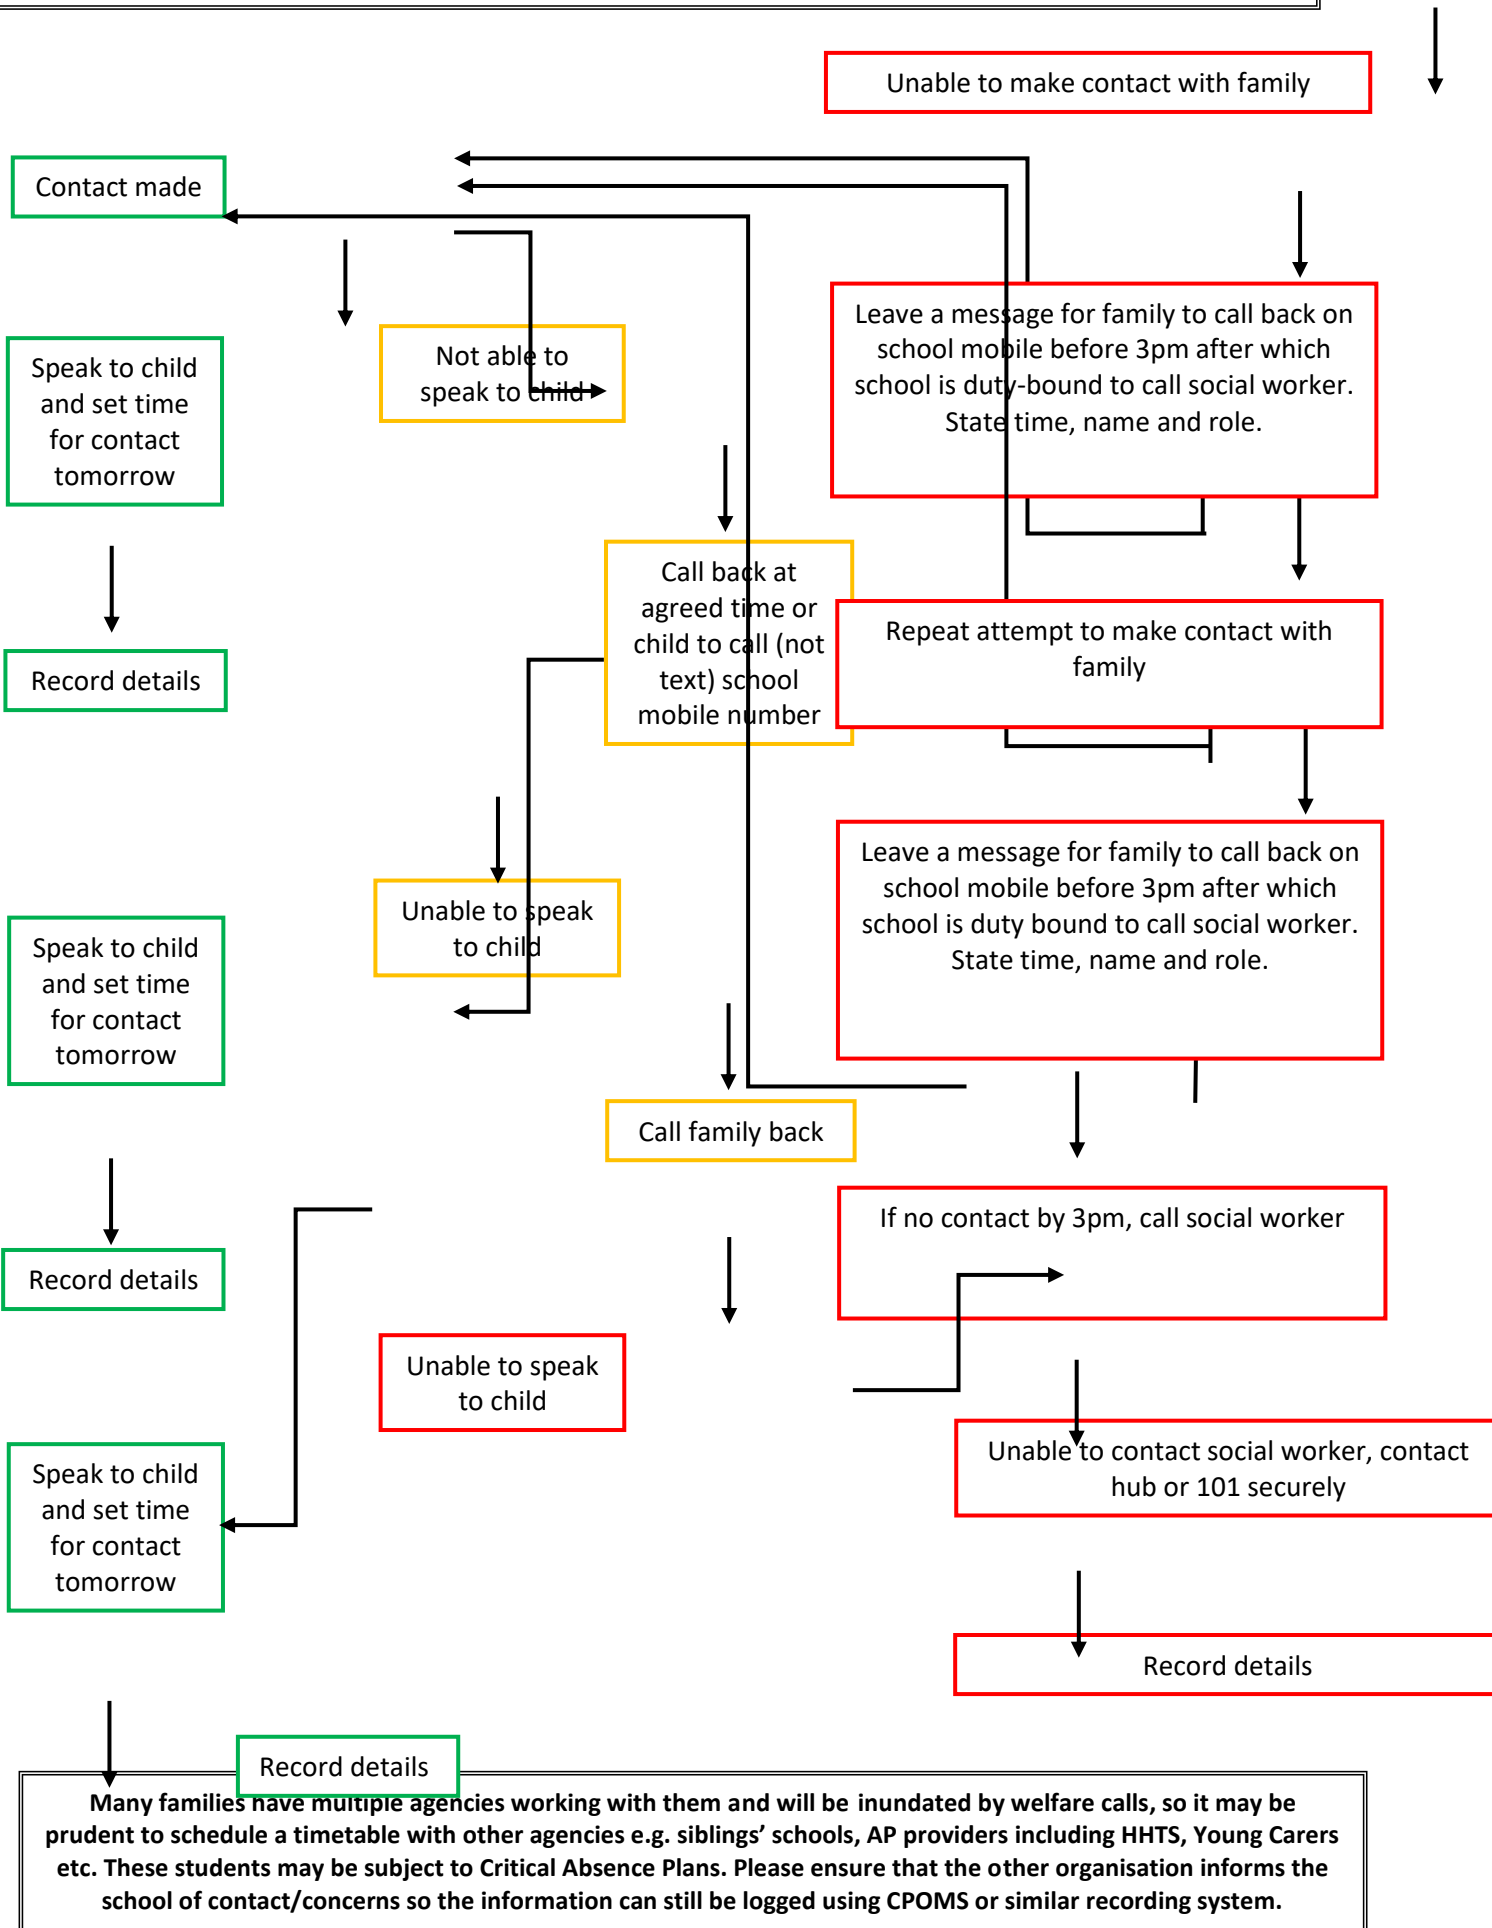 Unable to make contact with family
Contact made
Leave a message for family to call back on
school mobile before 3pm after which
school is duty-bound to call social worker.
State time, name and role.
Speak to child
and set time
for contact
tomorrow
Not able to
speak to child
Call back at
agreed time or
child to call (not
text) school
mobile number
Repeat attempt to make contact with
family
Record details
Leave a message for family to call back on
school mobile before 3pm after which
school is duty bound to call social worker.
State time, name and role.
Unable to speak
to child
Speak to child
and set time
for contact
tomorrow
Call family back
If no contact by 3pm, call social worker
Record details
Unable to speak
to child
Unable to contact social worker, contact
hub or 101 securely
Speak to child
and set time
for contact
tomorrow
Record details
Record details
Many families have multiple agencies working with them and will be inundated by welfare calls, so it may be
prudent to schedule a timetable with other agencies e.g. siblings’ schools, AP providers including HHTS, Young Carers
etc. These students may be subject to Critical Absence Plans. Please ensure that the other organisation informs the
school of contact/concerns so the information can still be logged using CPOMS or similar recording system.